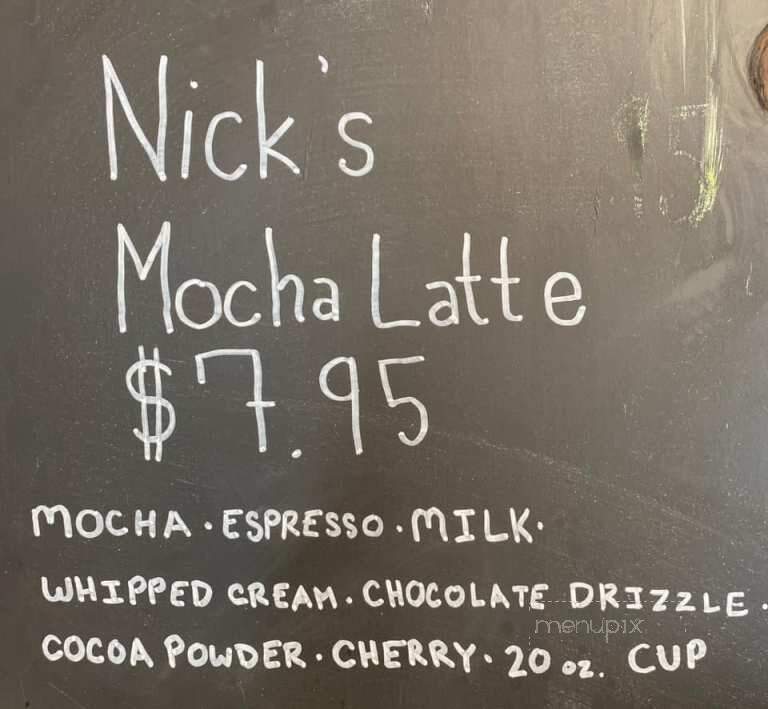 Nick's
Mocha Latte
$7.95
MOCHA · ESPRESSO · MILK ·
WHIPPED CREAM · CHOCOLATE DRIZZLE ·
menupix
COCOA POWDER · CHERRY · 20 oz. CUP